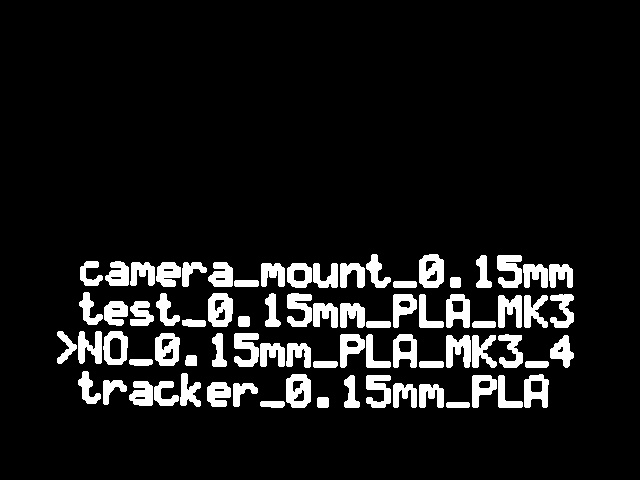 camera_mount_0.15mm
test_0.15mm_PLA_MK3
>NO_0.15mm_PLA_MK3_4
tracker_0.15mm_PLA